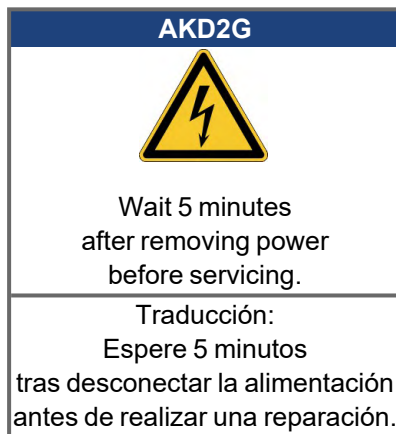 AKD2G
Wait 5 minutes
after removing power
before servicing.
Traducción:
Espere 5 minutos
tras desconectar la alimentación
antes de realizar una reparación.